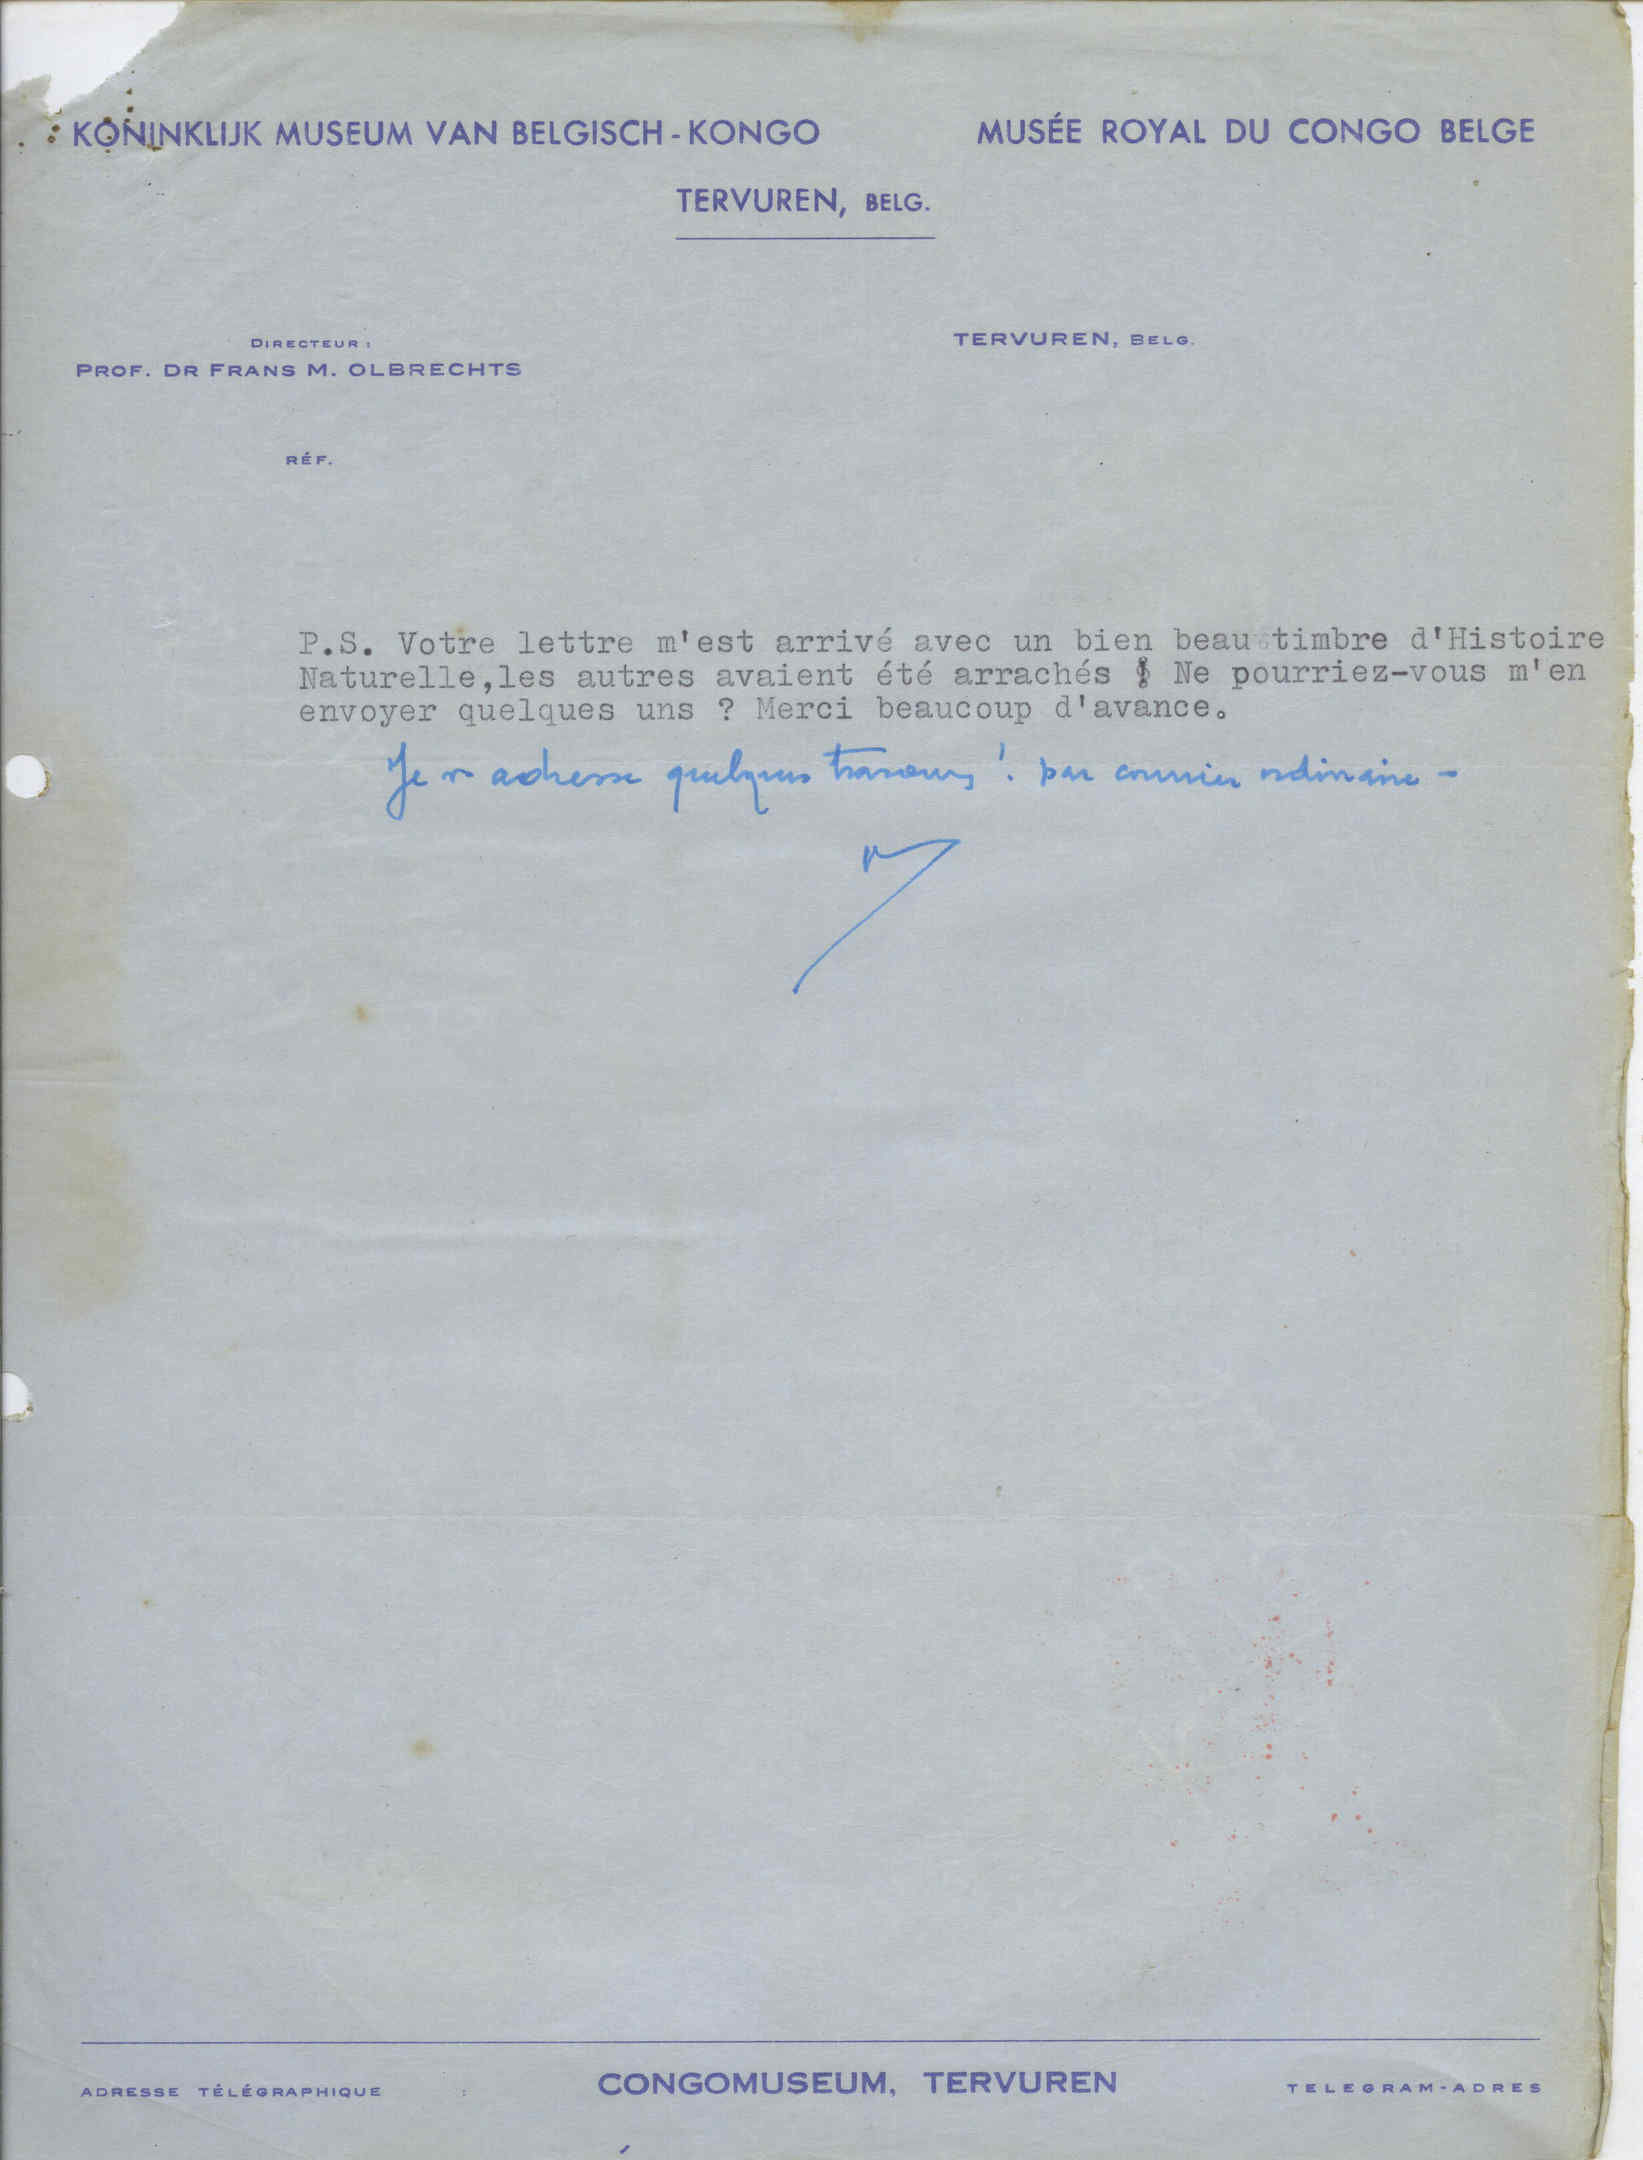 KONINKLIJK MUSEUM VAN BELGISCH - KONGO MUSÉE ROYAL DU CONGO BELGE
TERVUREN, BELG.
DIRECTEUR :
PROF. DR FRANS M. OLBRECHTS
TERVUREN, BELG.
RÉF.
P.S. Votre lettre m'est arrivé avec un bien beau timbre d'Histoire
Naturelle,les autres avaient été arrachés ! Ne pourriez-vous m'en
envoyer quelques uns ? Merci beaucoup d'avance.
Je v. adresse quelques ! par courrier ordinaire -
ADRESSE TÉLÉGRAPHIQUE : CONGOMUSEUM, TERVUREN TELEGRAM-ADRES